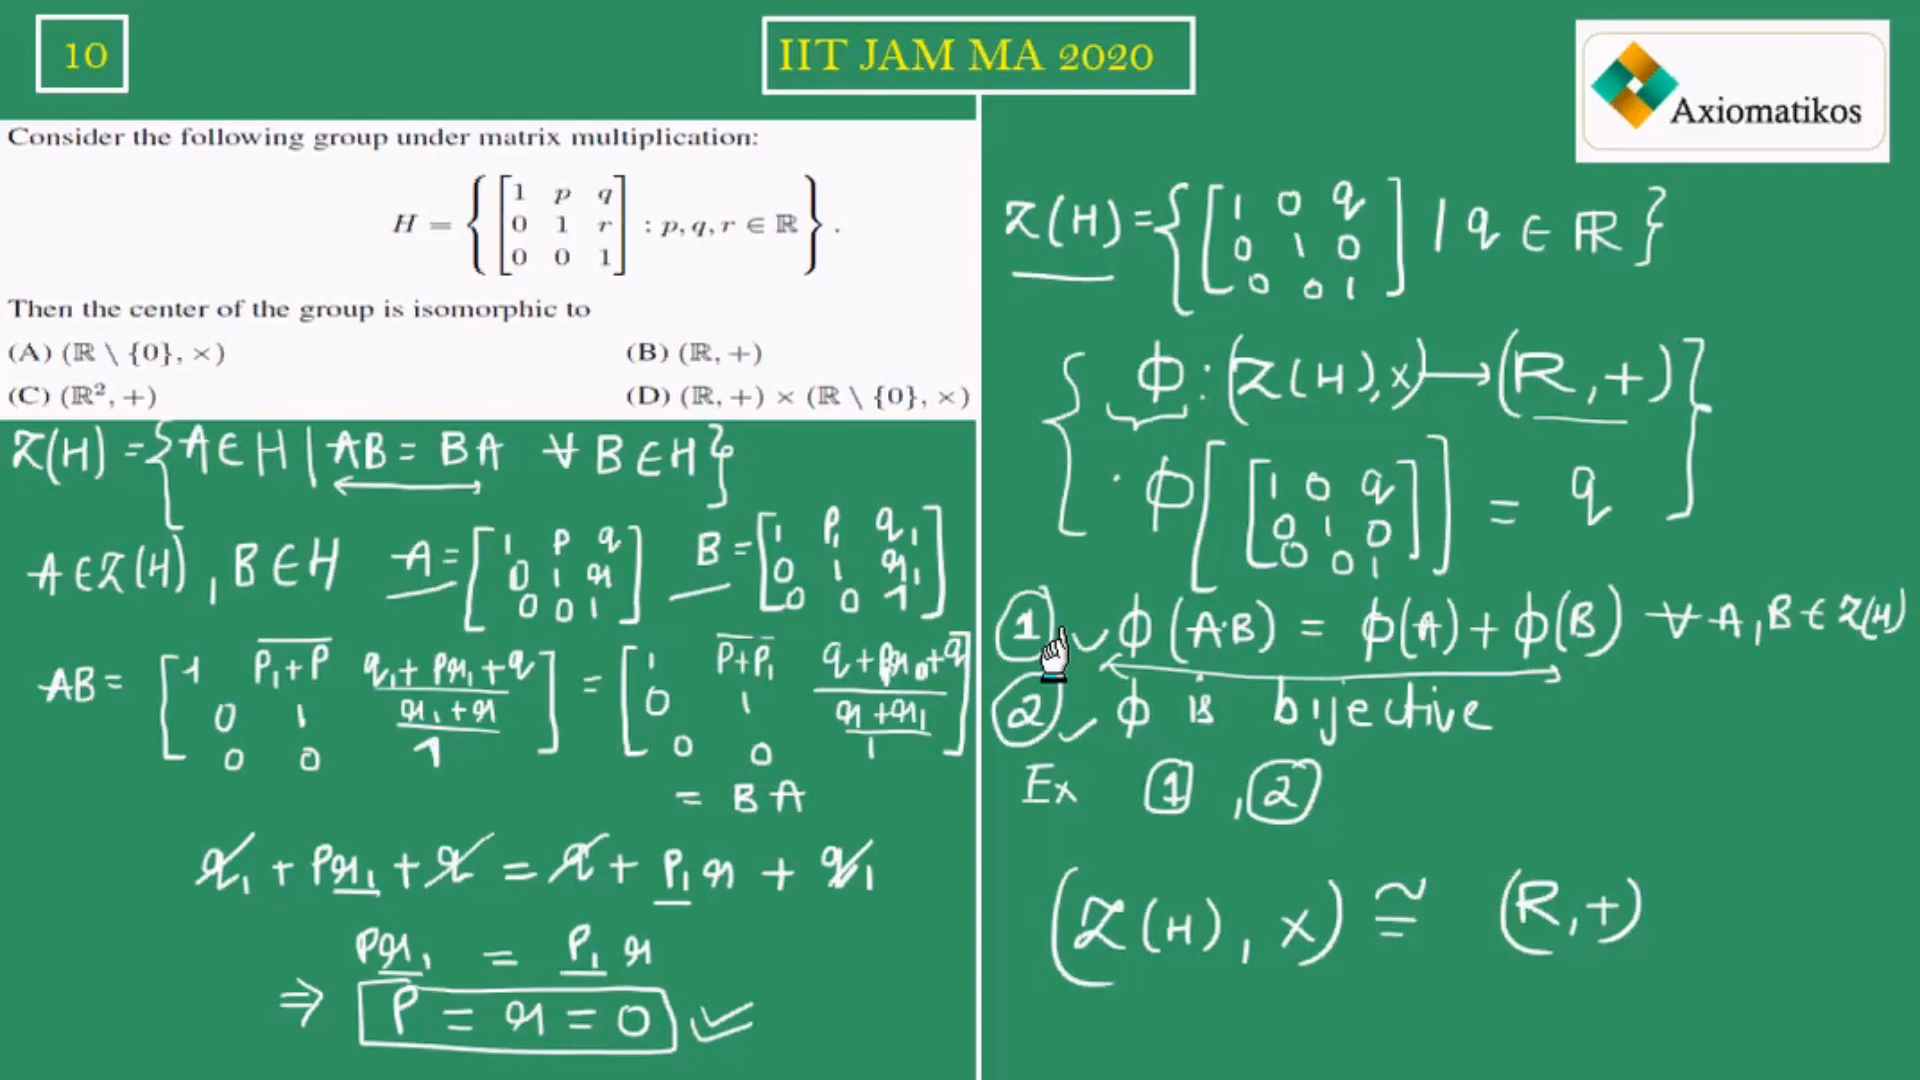 10
IIT JAM MA 2020
Axiomatikos
Consider the following group under matrix multiplication:
H = { [ 1 p q
0 1 r
0 0 1 ] : p, q, r ∈ ℝ } .
Then the center of the group is isomorphic to
(A) (ℝ \ {0}, ×) (B) (ℝ, +)
(C) (ℝ², +) (D) (ℝ, +) × (ℝ \ {0}, ×)
Z(H) = { A ∈ H | AB = BA ∀ B ∈ H }
A ∈ Z(H), B ∈ H A = [ 1 p q
0 1 r
0 0 1 ] B = [ 1 p₁ q₁
0 1 r₁
0 0 1 ]
AB = [ 1 p₁+p q₁+pr₁+q
0 1 r₁+r
0 0 1 ] = [ 1 p+p₁ q+p₁r+q₁
0 1 r+r₁
0 0 1 ]
= BA
q₁ + pr₁ + q = q + p₁ r + q₁
pr₁ = p₁ r
⇒ p = r = 0
Z(H) = { [ 1 0 q
0 1 0
0 0 1 ] | q ∈ ℝ }
{ ϕ : (Z(H), ×) → (ℝ, +) }
ϕ [ [ 1 0 q
0 1 0
0 0 1 ] ] = q
1 ϕ(A·B) = ϕ(A) + ϕ(B) ∀ A, B ∈ Z(H)
2 ϕ is bijective
Ex 1 , 2
(Z(H), ×) ≅ (ℝ, +)